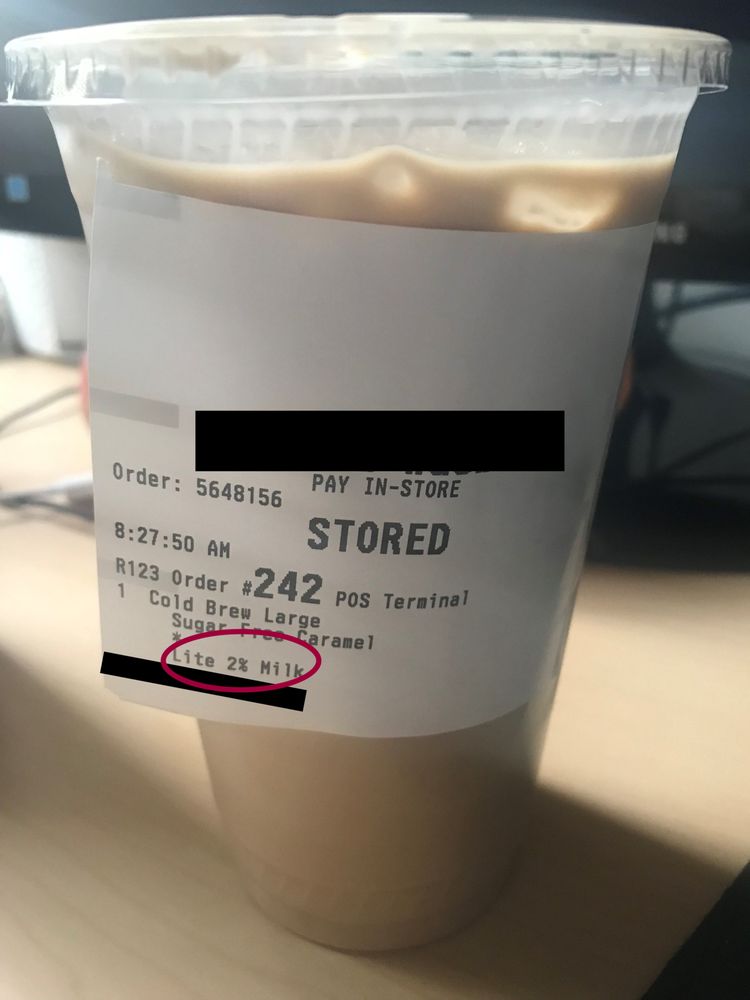 Order: 5648156
PAY IN-STORE
8:27:50 AM
STORED
R123 Order #242 POS Terminal
1 Cold Brew Large
Sugar Free Caramel
*
Lite 2% Milk